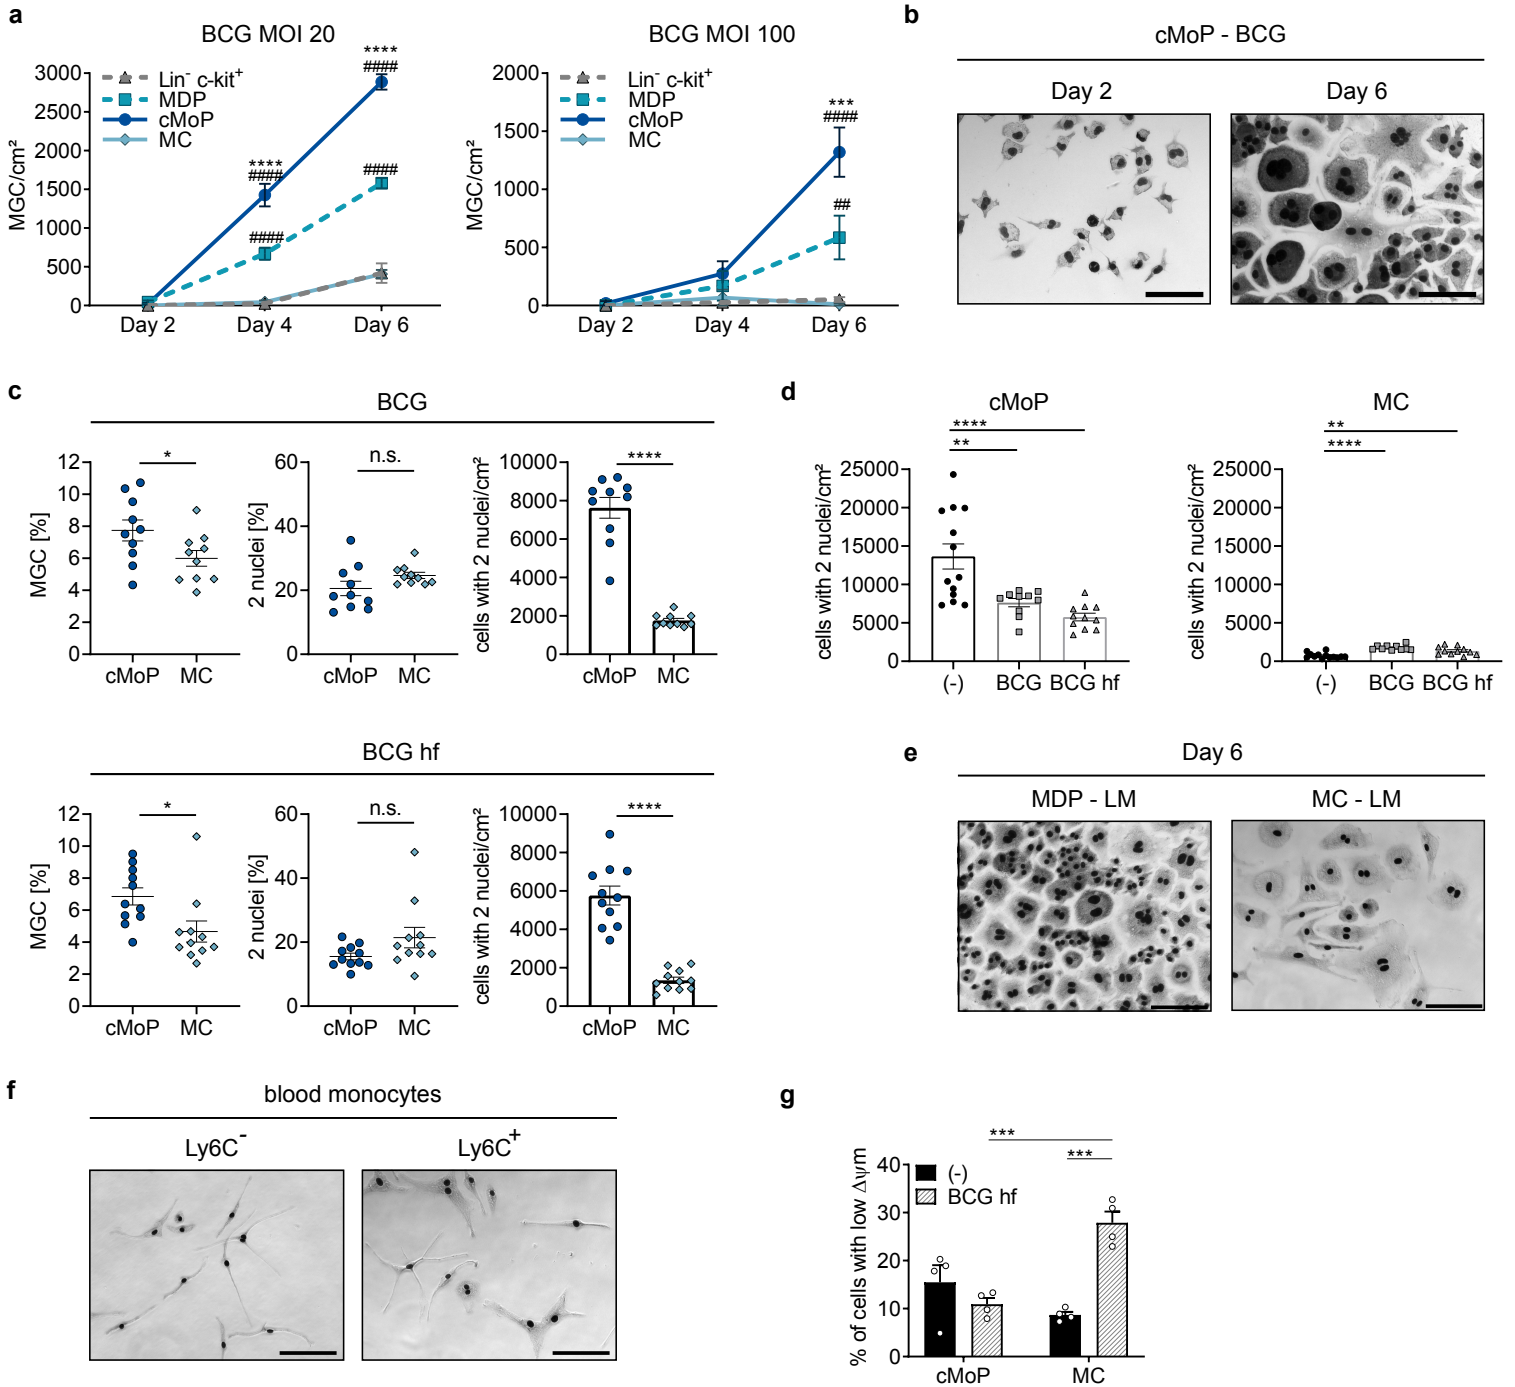 a
BCG MOI 20
MGC/cm²
3000
2500
2000
1500
1000
500
0
Lin⁻ c-kit⁺
MDP
cMoP
MC
****
####
####
****
####
####
Day 2
Day 4
Day 6
BCG MOI 100
MGC/cm²
2000
1500
1000
500
0
Lin⁻ c-kit⁺
MDP
cMoP
MC
***
####
##
Day 2
Day 4
Day 6
b
cMoP - BCG
Day 2
Day 6
c
BCG
MGC [%]
12
10
8
6
4
2
0
*
cMoP
MC
2 nuclei [%]
60
40
20
0
n.s.
cMoP
MC
cells with 2 nuclei/cm²
10000
8000
6000
4000
2000
0
****
cMoP
MC
BCG hf
MGC [%]
12
10
8
6
4
2
0
*
cMoP
MC
2 nuclei [%]
60
40
20
0
n.s.
cMoP
MC
cells with 2 nuclei/cm²
10000
8000
6000
4000
2000
0
****
cMoP
MC
d
cMoP
****
**
cells with 2 nuclei/cm²
25000
20000
15000
10000
5000
0
(-)
BCG
BCG hf
MC
**
****
cells with 2 nuclei/cm²
25000
20000
15000
10000
5000
0
(-)
BCG
BCG hf
e
Day 6
MDP - LM
MC - LM
f
blood monocytes
Ly6C⁻
Ly6C⁺
g
% of cells with low Δψm
40
30
20
10
0
(-)
BCG hf
***
***
cMoP
MC